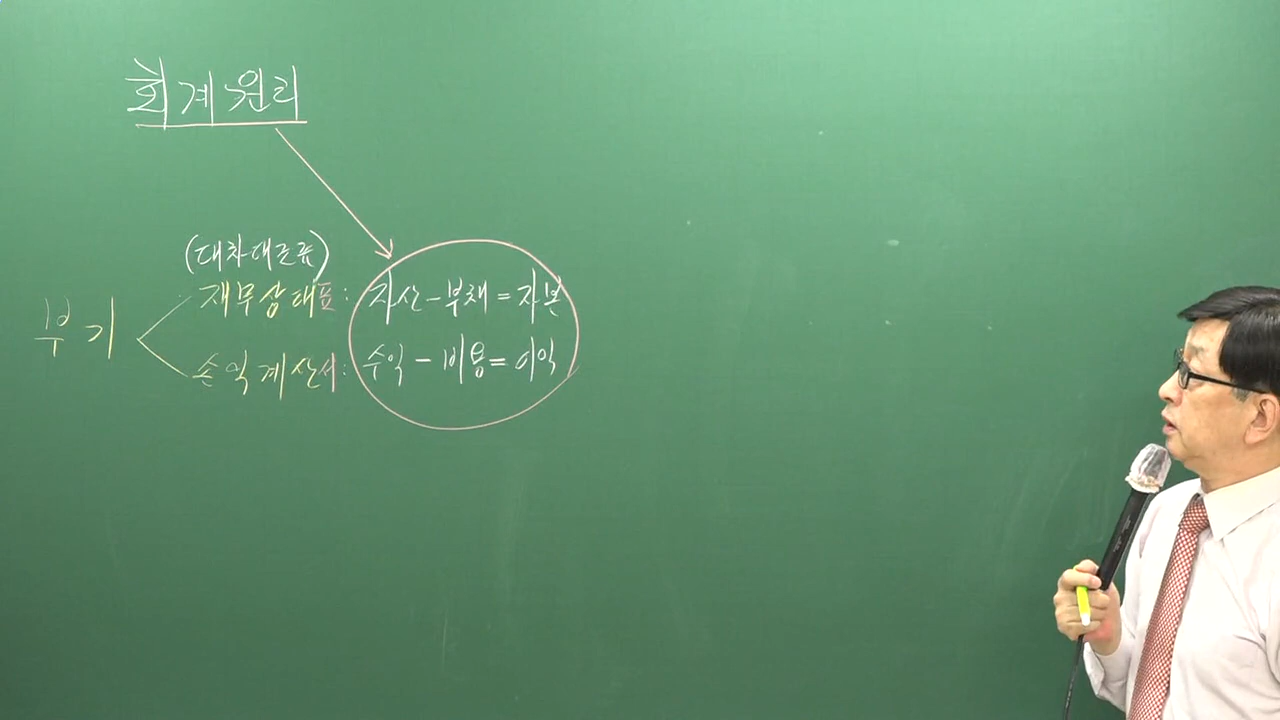 회계원리
(대차대조표)
재무상태표: 자산-부채=자본
부기
손익계산서: 수익-비용=이익